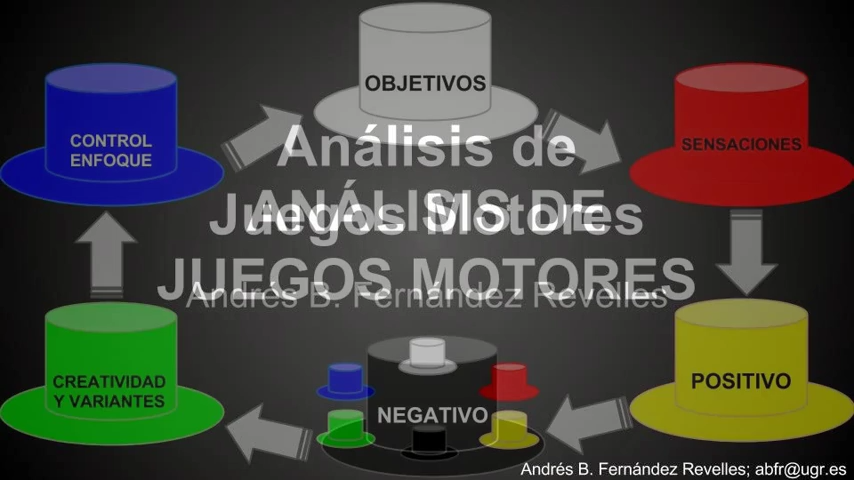 OBJETIVOS
CONTROL
ENFOQUE
SENSACIONES
Análisis de
Juegos Motores
ANÁLISIS DE
JUEGOS MOTORES
Andrés B. Fernández Revelles
CREATIVIDAD
Y VARIANTES
NEGATIVO
POSITIVO
Andrés B. Fernández Revelles; abfr@ugr.es